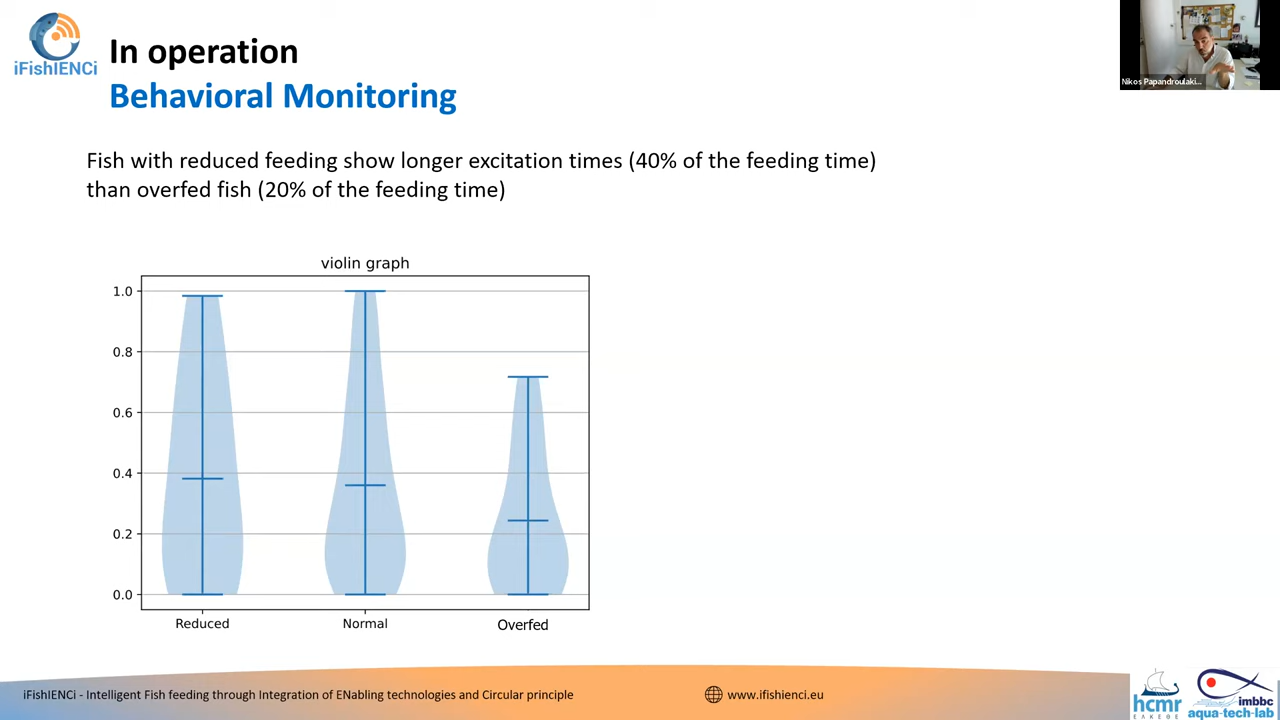 iFishIENCi
In operation
Behavioral Monitoring
Nikos Papandroulaki...
Fish with reduced feeding show longer excitation times (40% of the feeding time)
than overfed fish (20% of the feeding time)
violin graph
1.0
0.8
0.6
0.4
0.2
0.0
Reduced
Normal
Overfed
iFishIENCi - Intelligent Fish feeding through Integration of ENabling technologies and Circular principle
www.ifishienci.eu
hcmr
ΕΛΚΕΘΕ
imbbc
aqua-tech-lab